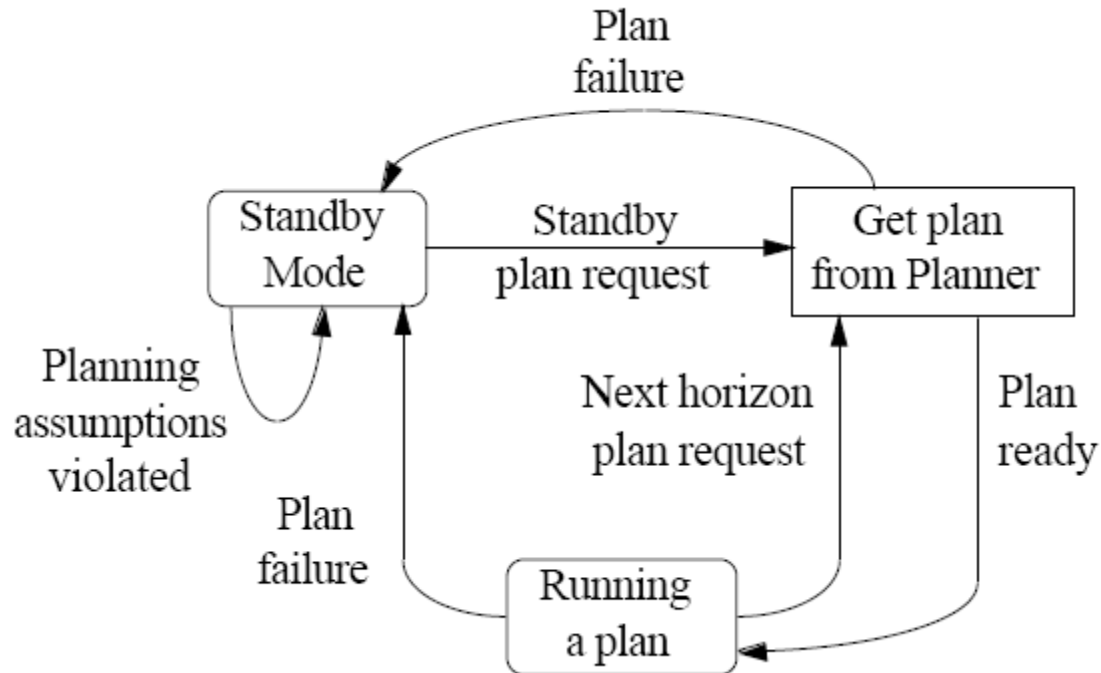 Plan
failure
Standby
Mode
Standby
plan request
Get plan
from Planner
Planning
assumptions
violated
Next horizon
plan request
Plan
ready
Plan
failure
Running
a plan